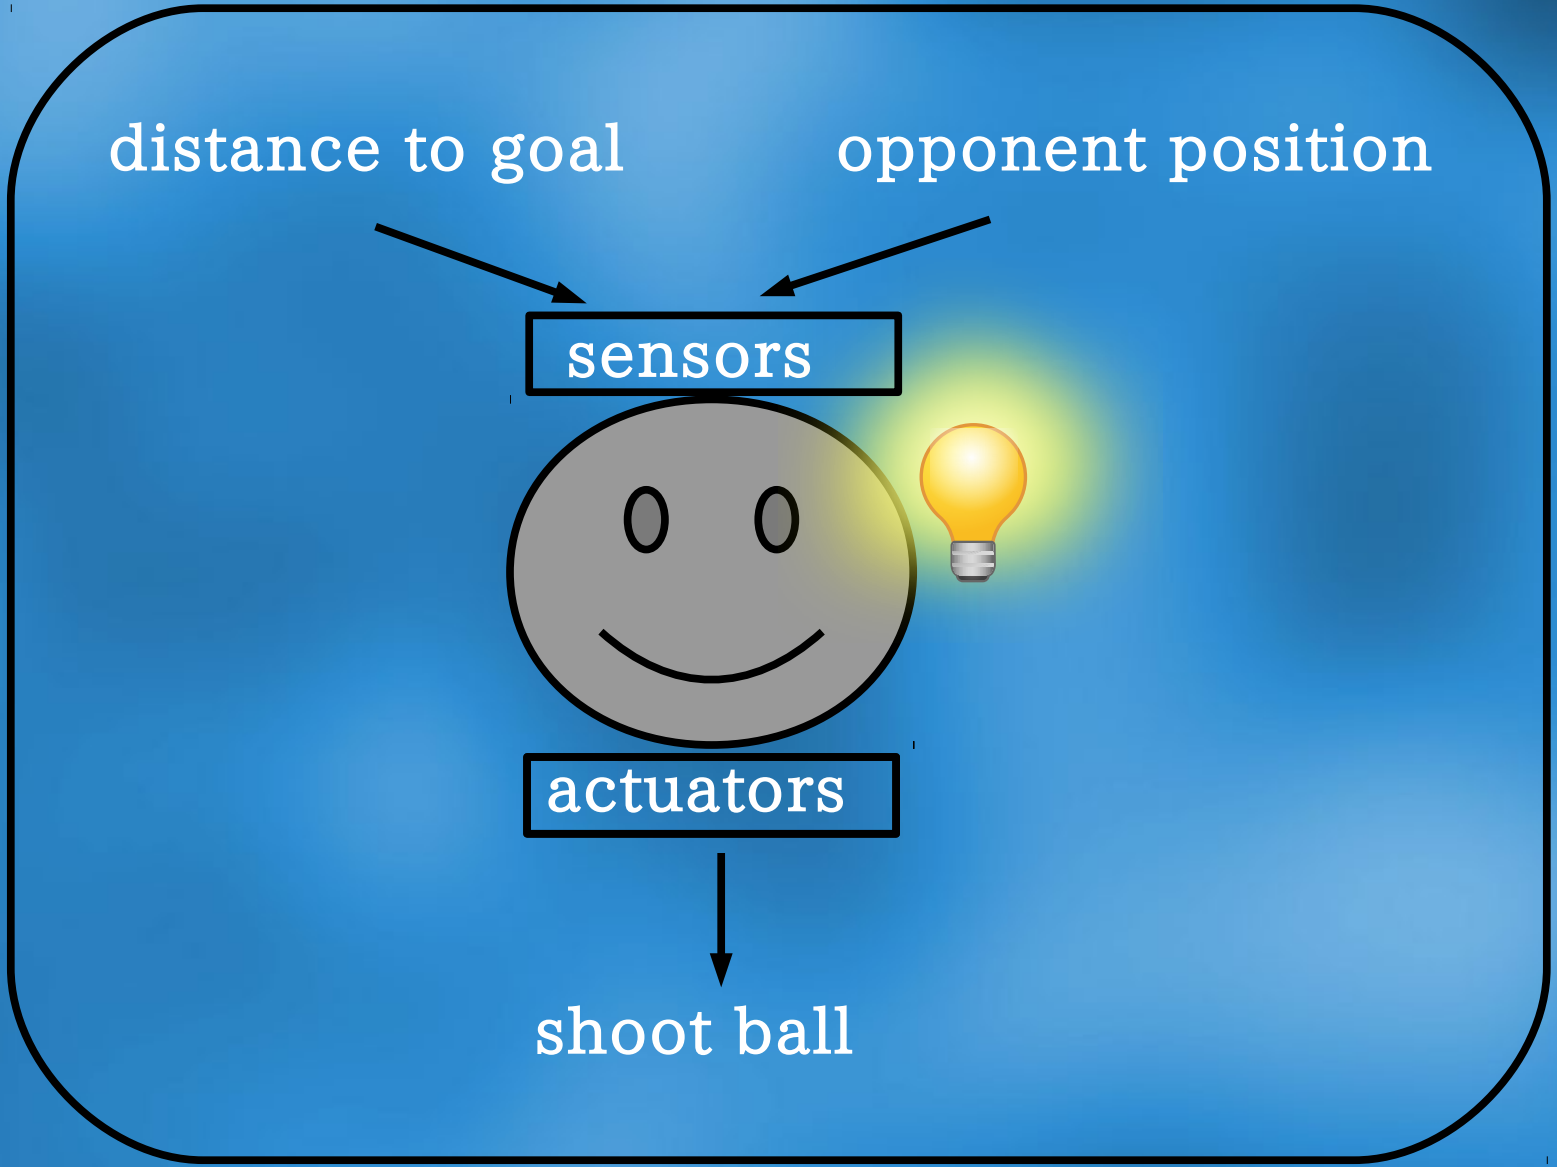 distance to goal
opponent position
sensors
actuators
shoot ball